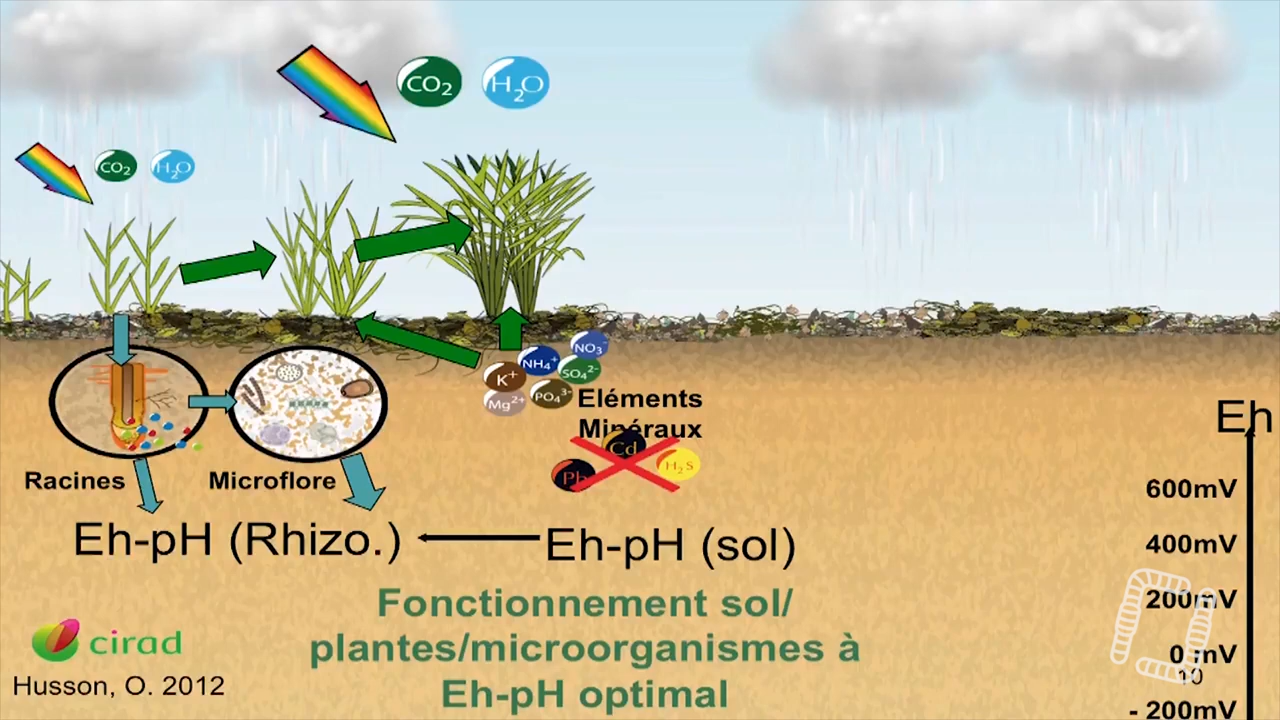 CO₂ H₂O
CO₂ H₂O
NO₃⁻
NH₄⁺
SO₄²⁻
K⁺
PO₄³⁻
Mg²⁺
Eléments
Minéraux
Cd
Pb
H₂S
Racines
Microflore
Eh-pH (Rhizo.)
Eh-pH (sol)
Fonctionnement sol/
plantes/microorganismes à
Eh-pH optimal
cirad
Husson, O. 2012
Eh
600mV
400mV
200mV
0 mV
10
- 200mV